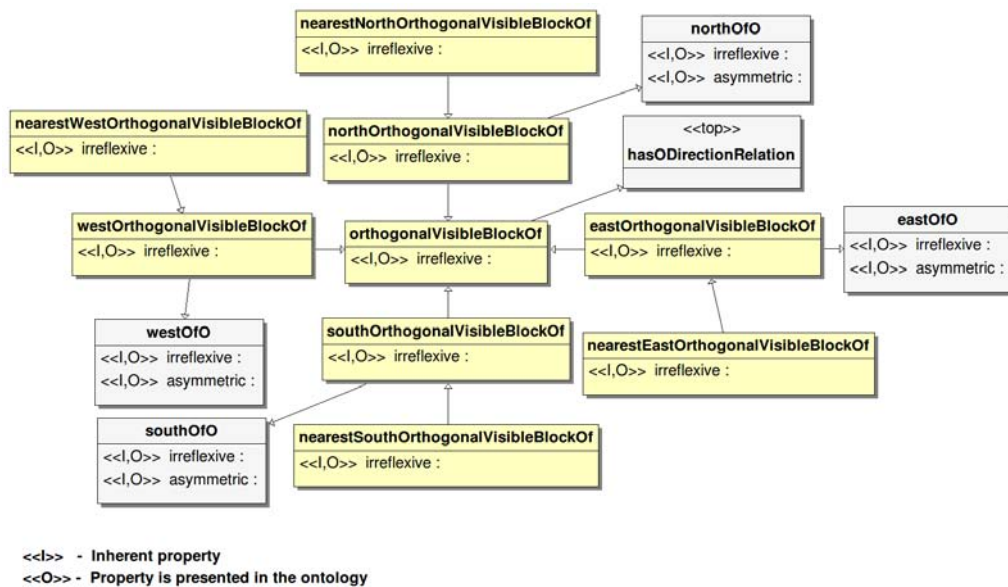 nearestNorthOrthogonalVisibleBlockOf
<<I,O>> irreflexive :
northOfO
<<I,O>> irreflexive :
<<I,O>> asymmetric :
nearestWestOrthogonalVisibleBlockOf
<<I,O>> irreflexive :
northOrthogonalVisibleBlockOf
<<I,O>> irreflexive :
<<top>>
hasODirectionRelation
westOrthogonalVisibleBlockOf
<<I,O>> irreflexive :
orthogonalVisibleBlockOf
<<I,O>> irreflexive :
eastOrthogonalVisibleBlockOf
<<I,O>> irreflexive :
eastOfO
<<I,O>> irreflexive :
<<I,O>> asymmetric :
westOfO
<<I,O>> irreflexive :
<<I,O>> asymmetric :
southOrthogonalVisibleBlockOf
<<I,O>> irreflexive :
nearestEastOrthogonalVisibleBlockOf
<<I,O>> irreflexive :
southOfO
<<I,O>> irreflexive :
<<I,O>> asymmetric :
nearestSouthOrthogonalVisibleBlockOf
<<I,O>> irreflexive :
<<I>> - Inherent property
<<O>> - Property is presented in the ontology